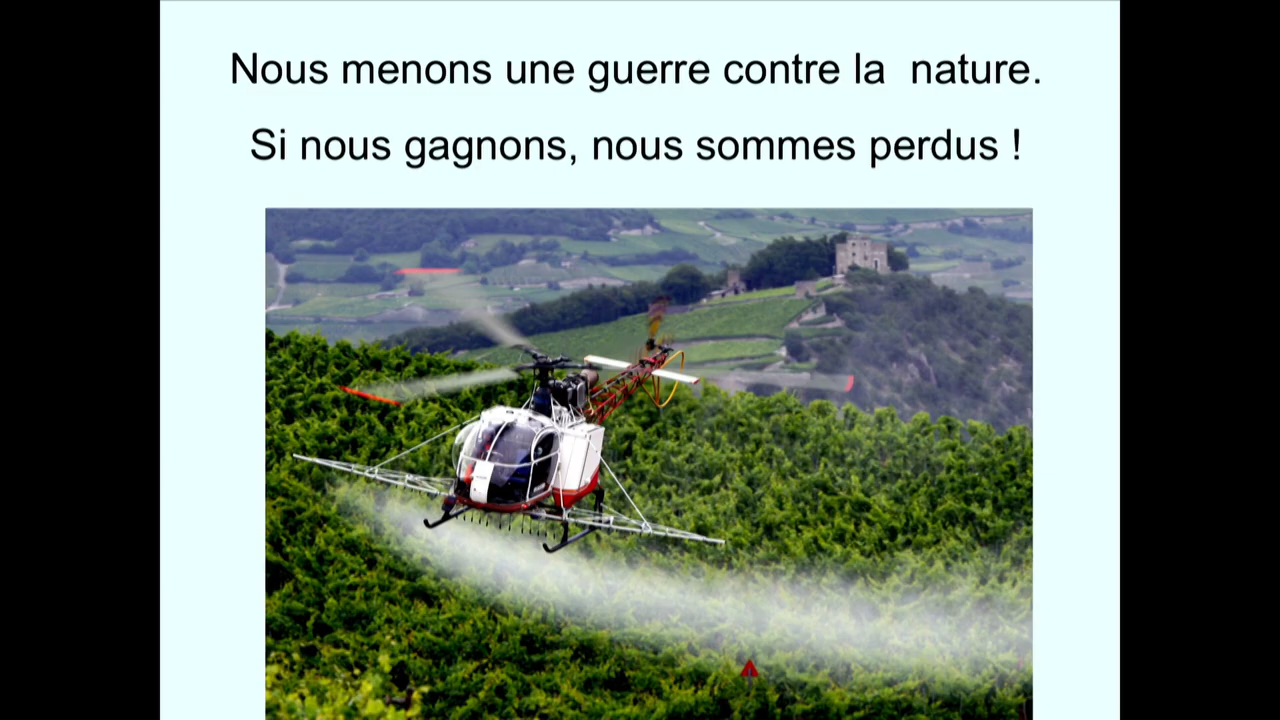 Nous menons une guerre contre la  nature.
Si nous gagnons, nous sommes perdus !